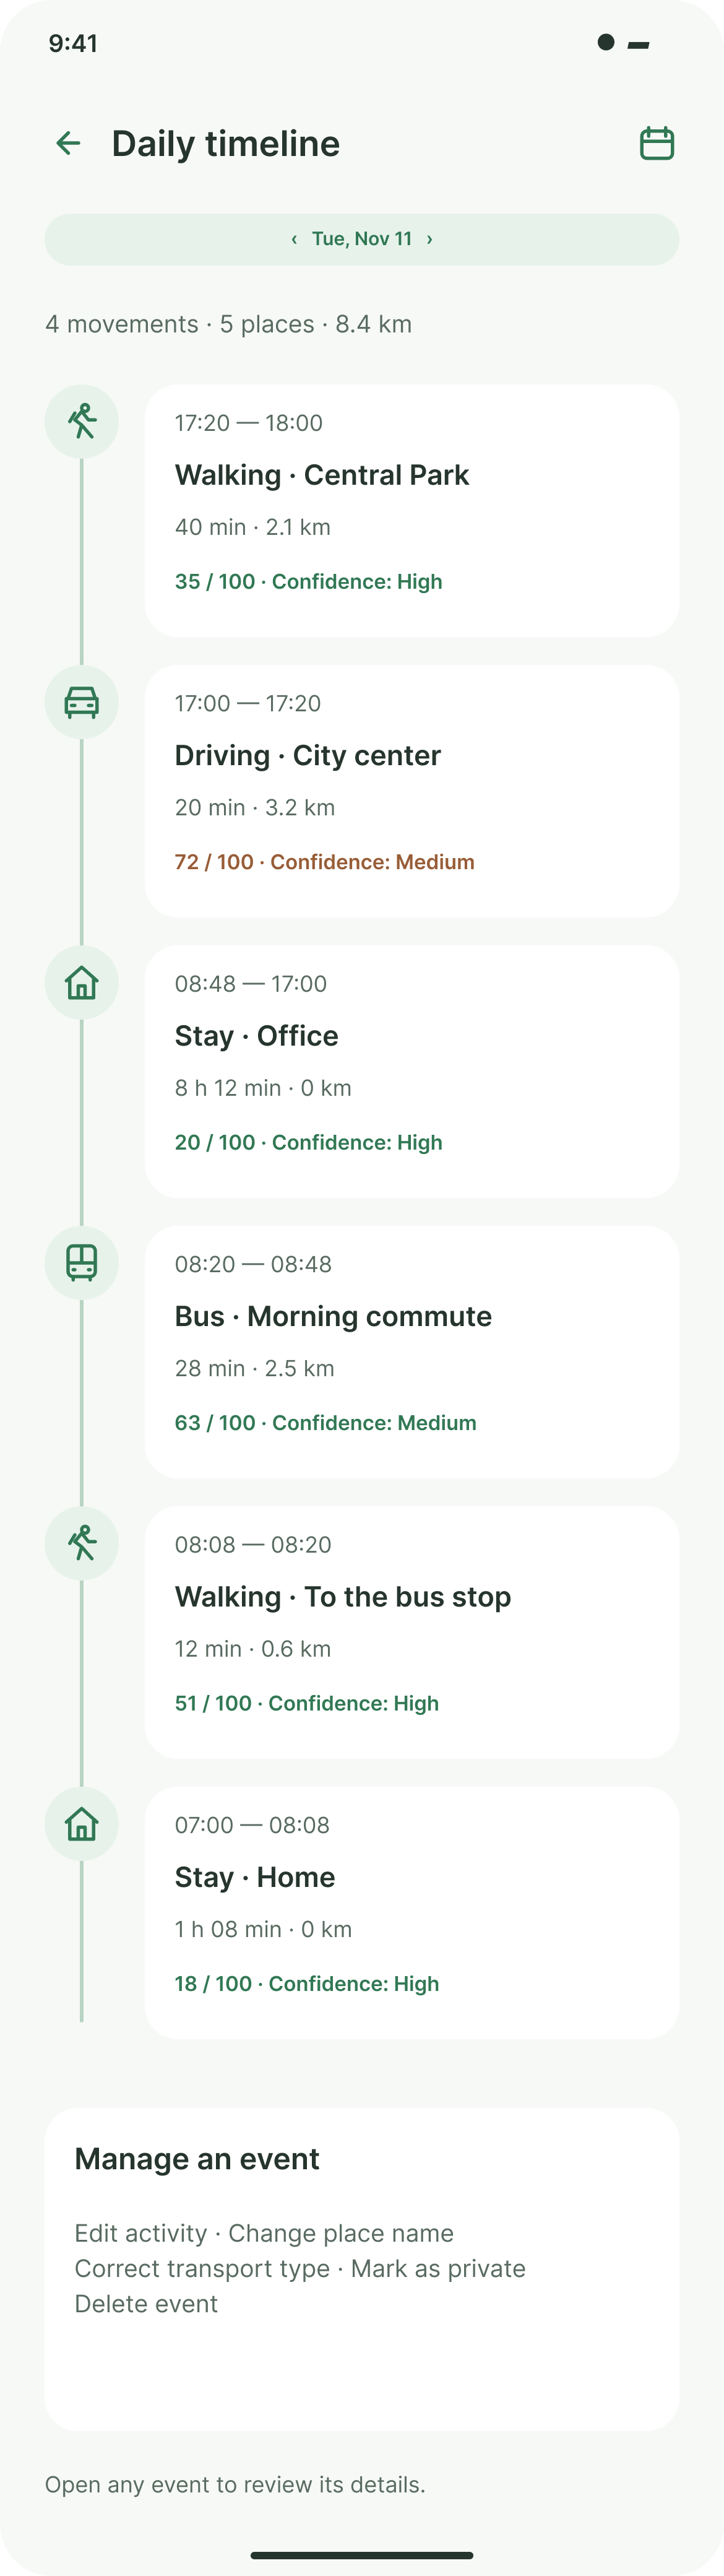 9:41
Daily timeline
‹ Tue, Nov 11 ›
4 movements · 5 places · 8.4 km
17:20 — 18:00
Walking · Central Park
40 min · 2.1 km
35 / 100 · Confidence: High
17:00 — 17:20
Driving · City center
20 min · 3.2 km
72 / 100 · Confidence: Medium
08:48 — 17:00
Stay · Office
8 h 12 min · 0 km
20 / 100 · Confidence: High
08:20 — 08:48
Bus · Morning commute
28 min · 2.5 km
63 / 100 · Confidence: Medium
08:08 — 08:20
Walking · To the bus stop
12 min · 0.6 km
51 / 100 · Confidence: High
07:00 — 08:08
Stay · Home
1 h 08 min · 0 km
18 / 100 · Confidence: High
Manage an event
Edit activity · Change place name
Correct transport type · Mark as private
Delete event
Open any event to review its details.